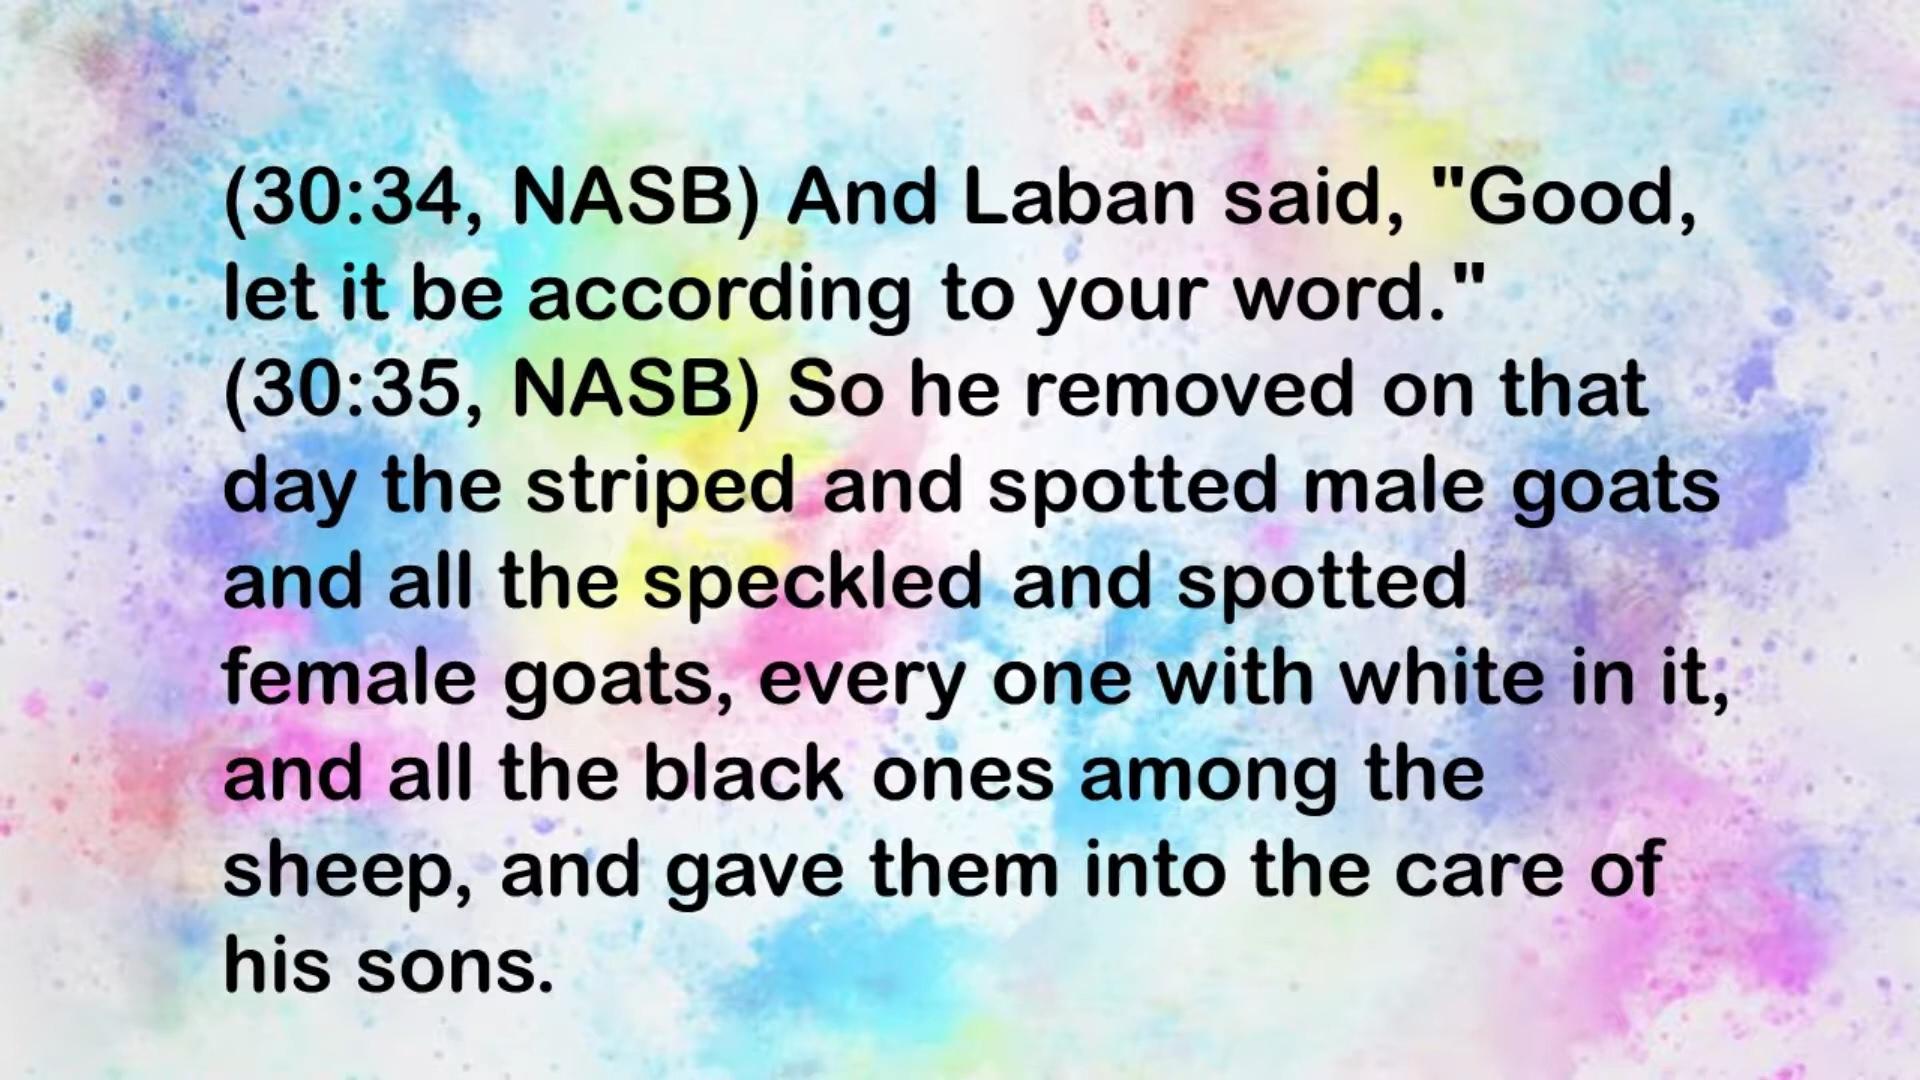 (30:34, NASB) And Laban said, "Good,
let it be according to your word."
(30:35, NASB) So he removed on that
day the striped and spotted male goats
and all the speckled and spotted
female goats, every one with white in it,
and all the black ones among the
sheep, and gave them into the care of
his sons.